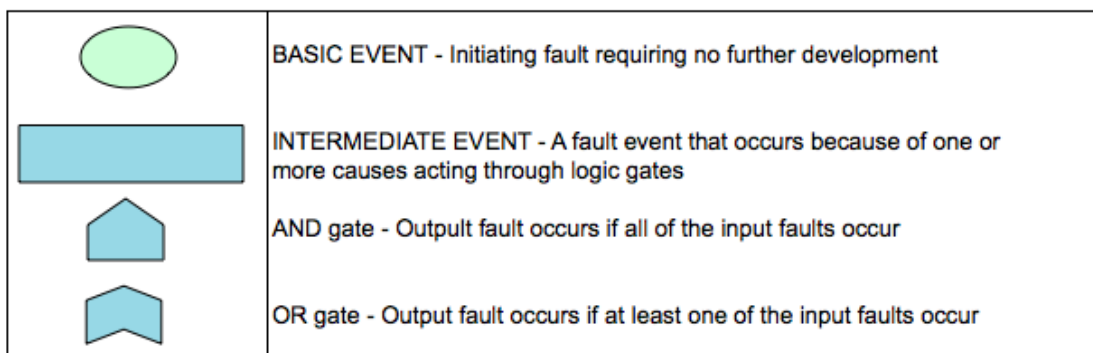 BASIC EVENT - Initiating fault requiring no further development
INTERMEDIATE EVENT - A fault event that occurs because of one or
more causes acting through logic gates
AND gate - Outpult fault occurs if all of the input faults occur
OR gate - Output fault occurs if at least one of the input faults occur